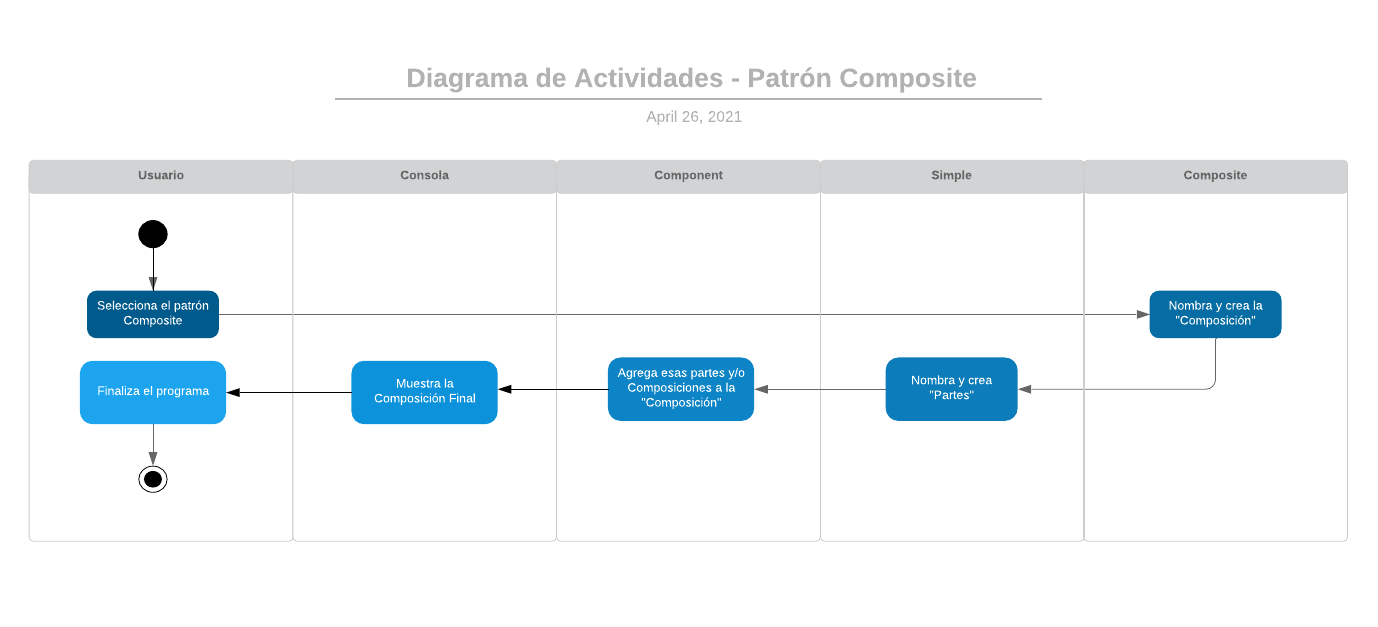 Diagrama de Actividades - Patrón Composite
April 26, 2021
Usuario
Consola
Component
Simple
Composite
Selecciona el patrón
Composite
Nombra y crea la
"Composición"
Finaliza el programa
Muestra la
Composición Final
Agrega esas partes y/o
Composiciones a la
"Composición"
Nombra y crea
"Partes"